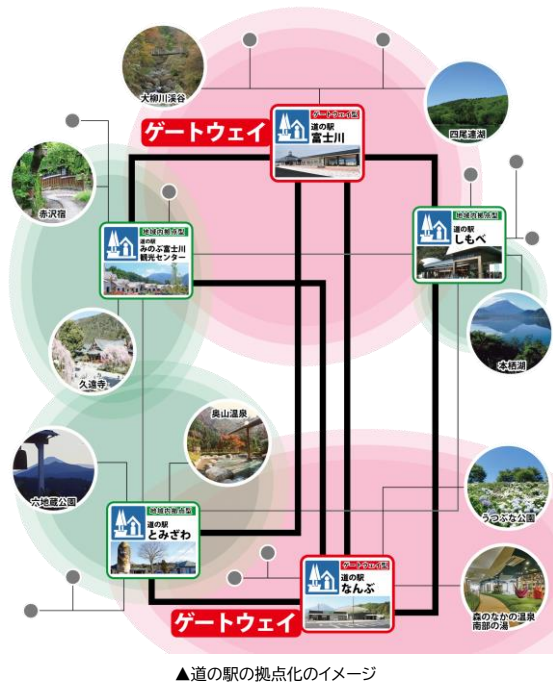 大柳川渓谷
四尾連湖
ゲートウェイ
ゲートウェイ型
道の駅
富士川
赤沢宿
地域内拠点型
道の駅
みのぶ富士川
観光センター
地域内拠点型
道の駅
しもべ
久遠寺
本栖湖
奥山温泉
六地蔵公園
うつぶな公園
地域内拠点型
道の駅
とみざわ
ゲートウェイ型
道の駅
なんぶ
ゲートウェイ
森のなかの温泉
南部の湯
▲道の駅の拠点化のイメージ